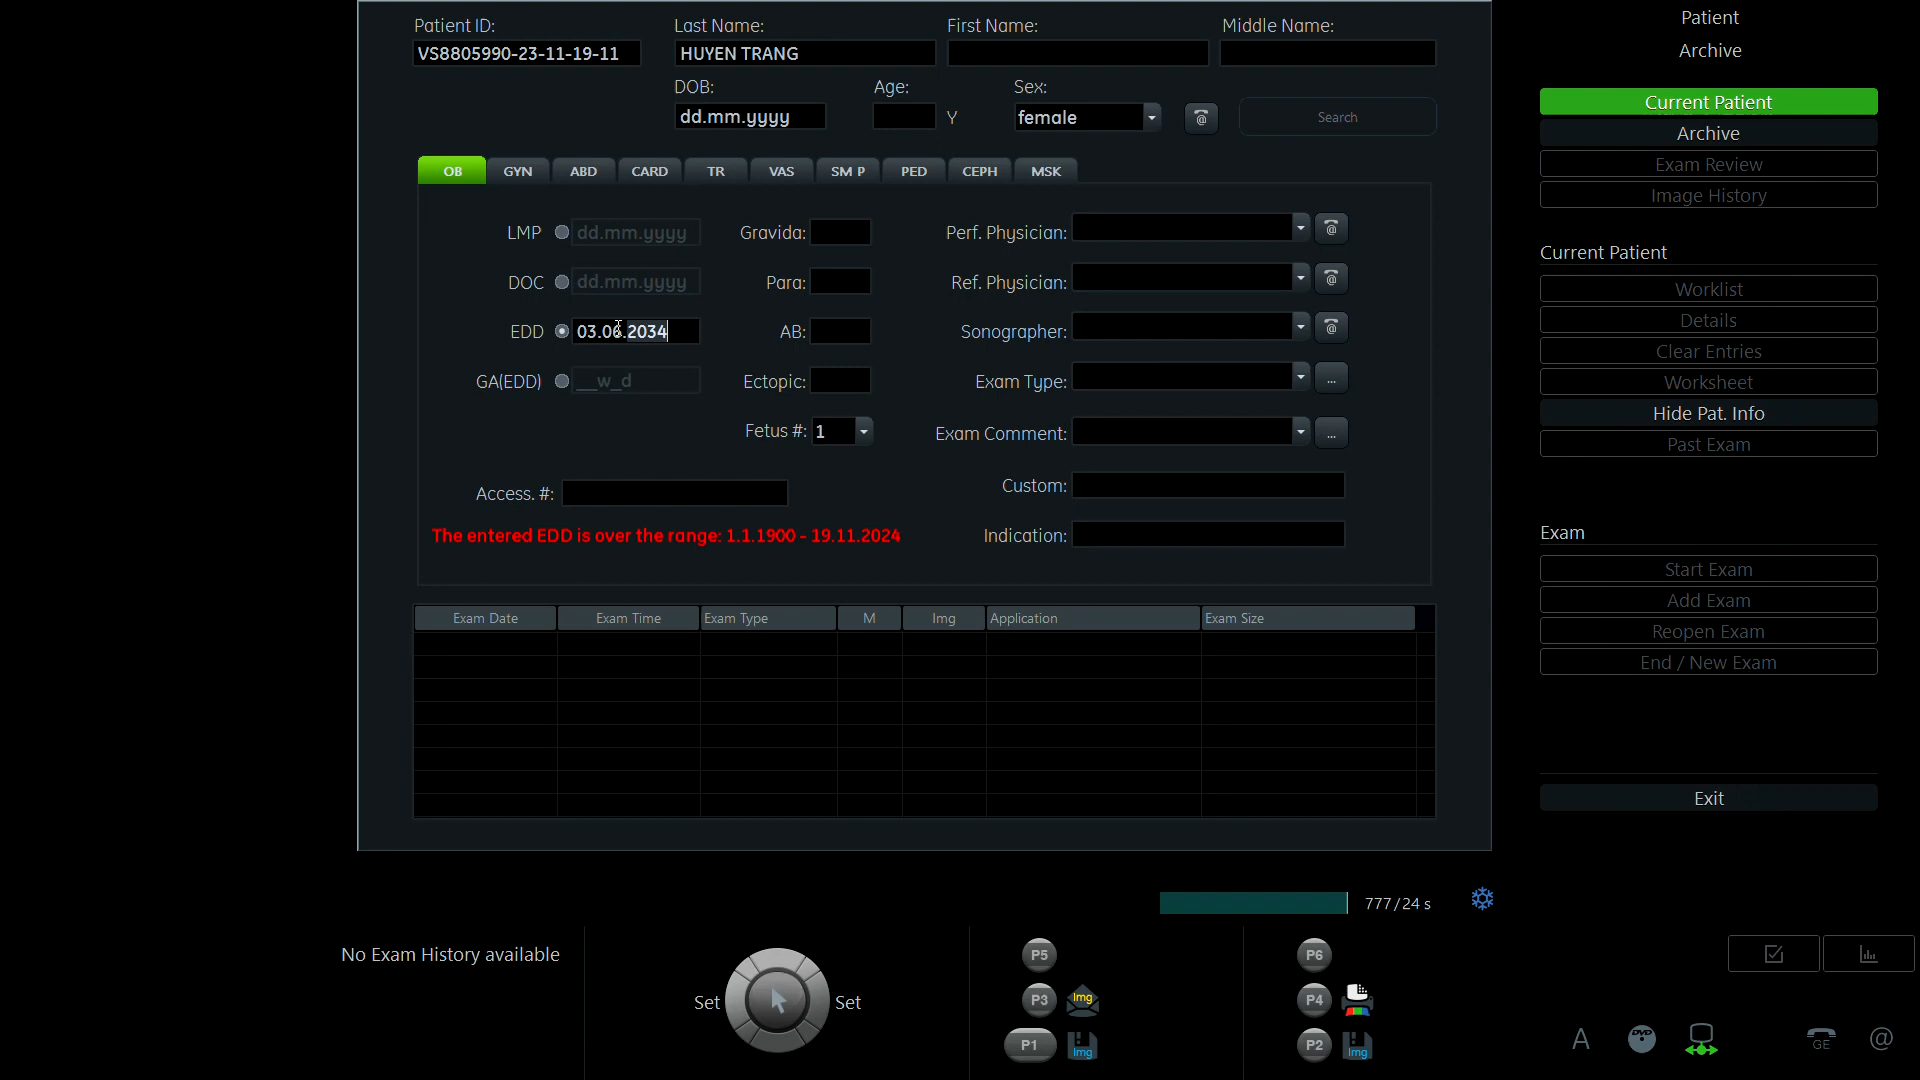 Patient ID: Last Name: First Name: Middle Name:
VS8805990-23-11-19-11 HUYEN TRANG
DOB: Age: Sex:
dd.mm.yyyy Y female @ Search
OB GYN ABD CARD TR VAS SM P PED CEPH MSK
LMP dd.mm.yyyy Gravida: Perf. Physician: @
DOC dd.mm.yyyy Para: Ref. Physician: @
EDD 03.06.2034 AB: Sonographer: @
GA(EDD) __w_d Ectopic: Exam Type: ...
Fetus #: 1 Exam Comment: ...
Access. #: Custom:
The entered EDD is over the range: 1.1.1900 - 19.11.2024 Indication:
Exam Date Exam Time Exam Type M Img Application Exam Size
777/24 s
No Exam History available
Set Set
P5
P3 Img
P1 Img
P6
P4
P2 Img
Patient
Archive
Current Patient
Archive
Exam Review
Image History
Current Patient
Worklist
Details
Clear Entries
Worksheet
Hide Pat. Info
Past Exam
Exam
Start Exam
Add Exam
Reopen Exam
End / New Exam
Exit
A DVD GE @